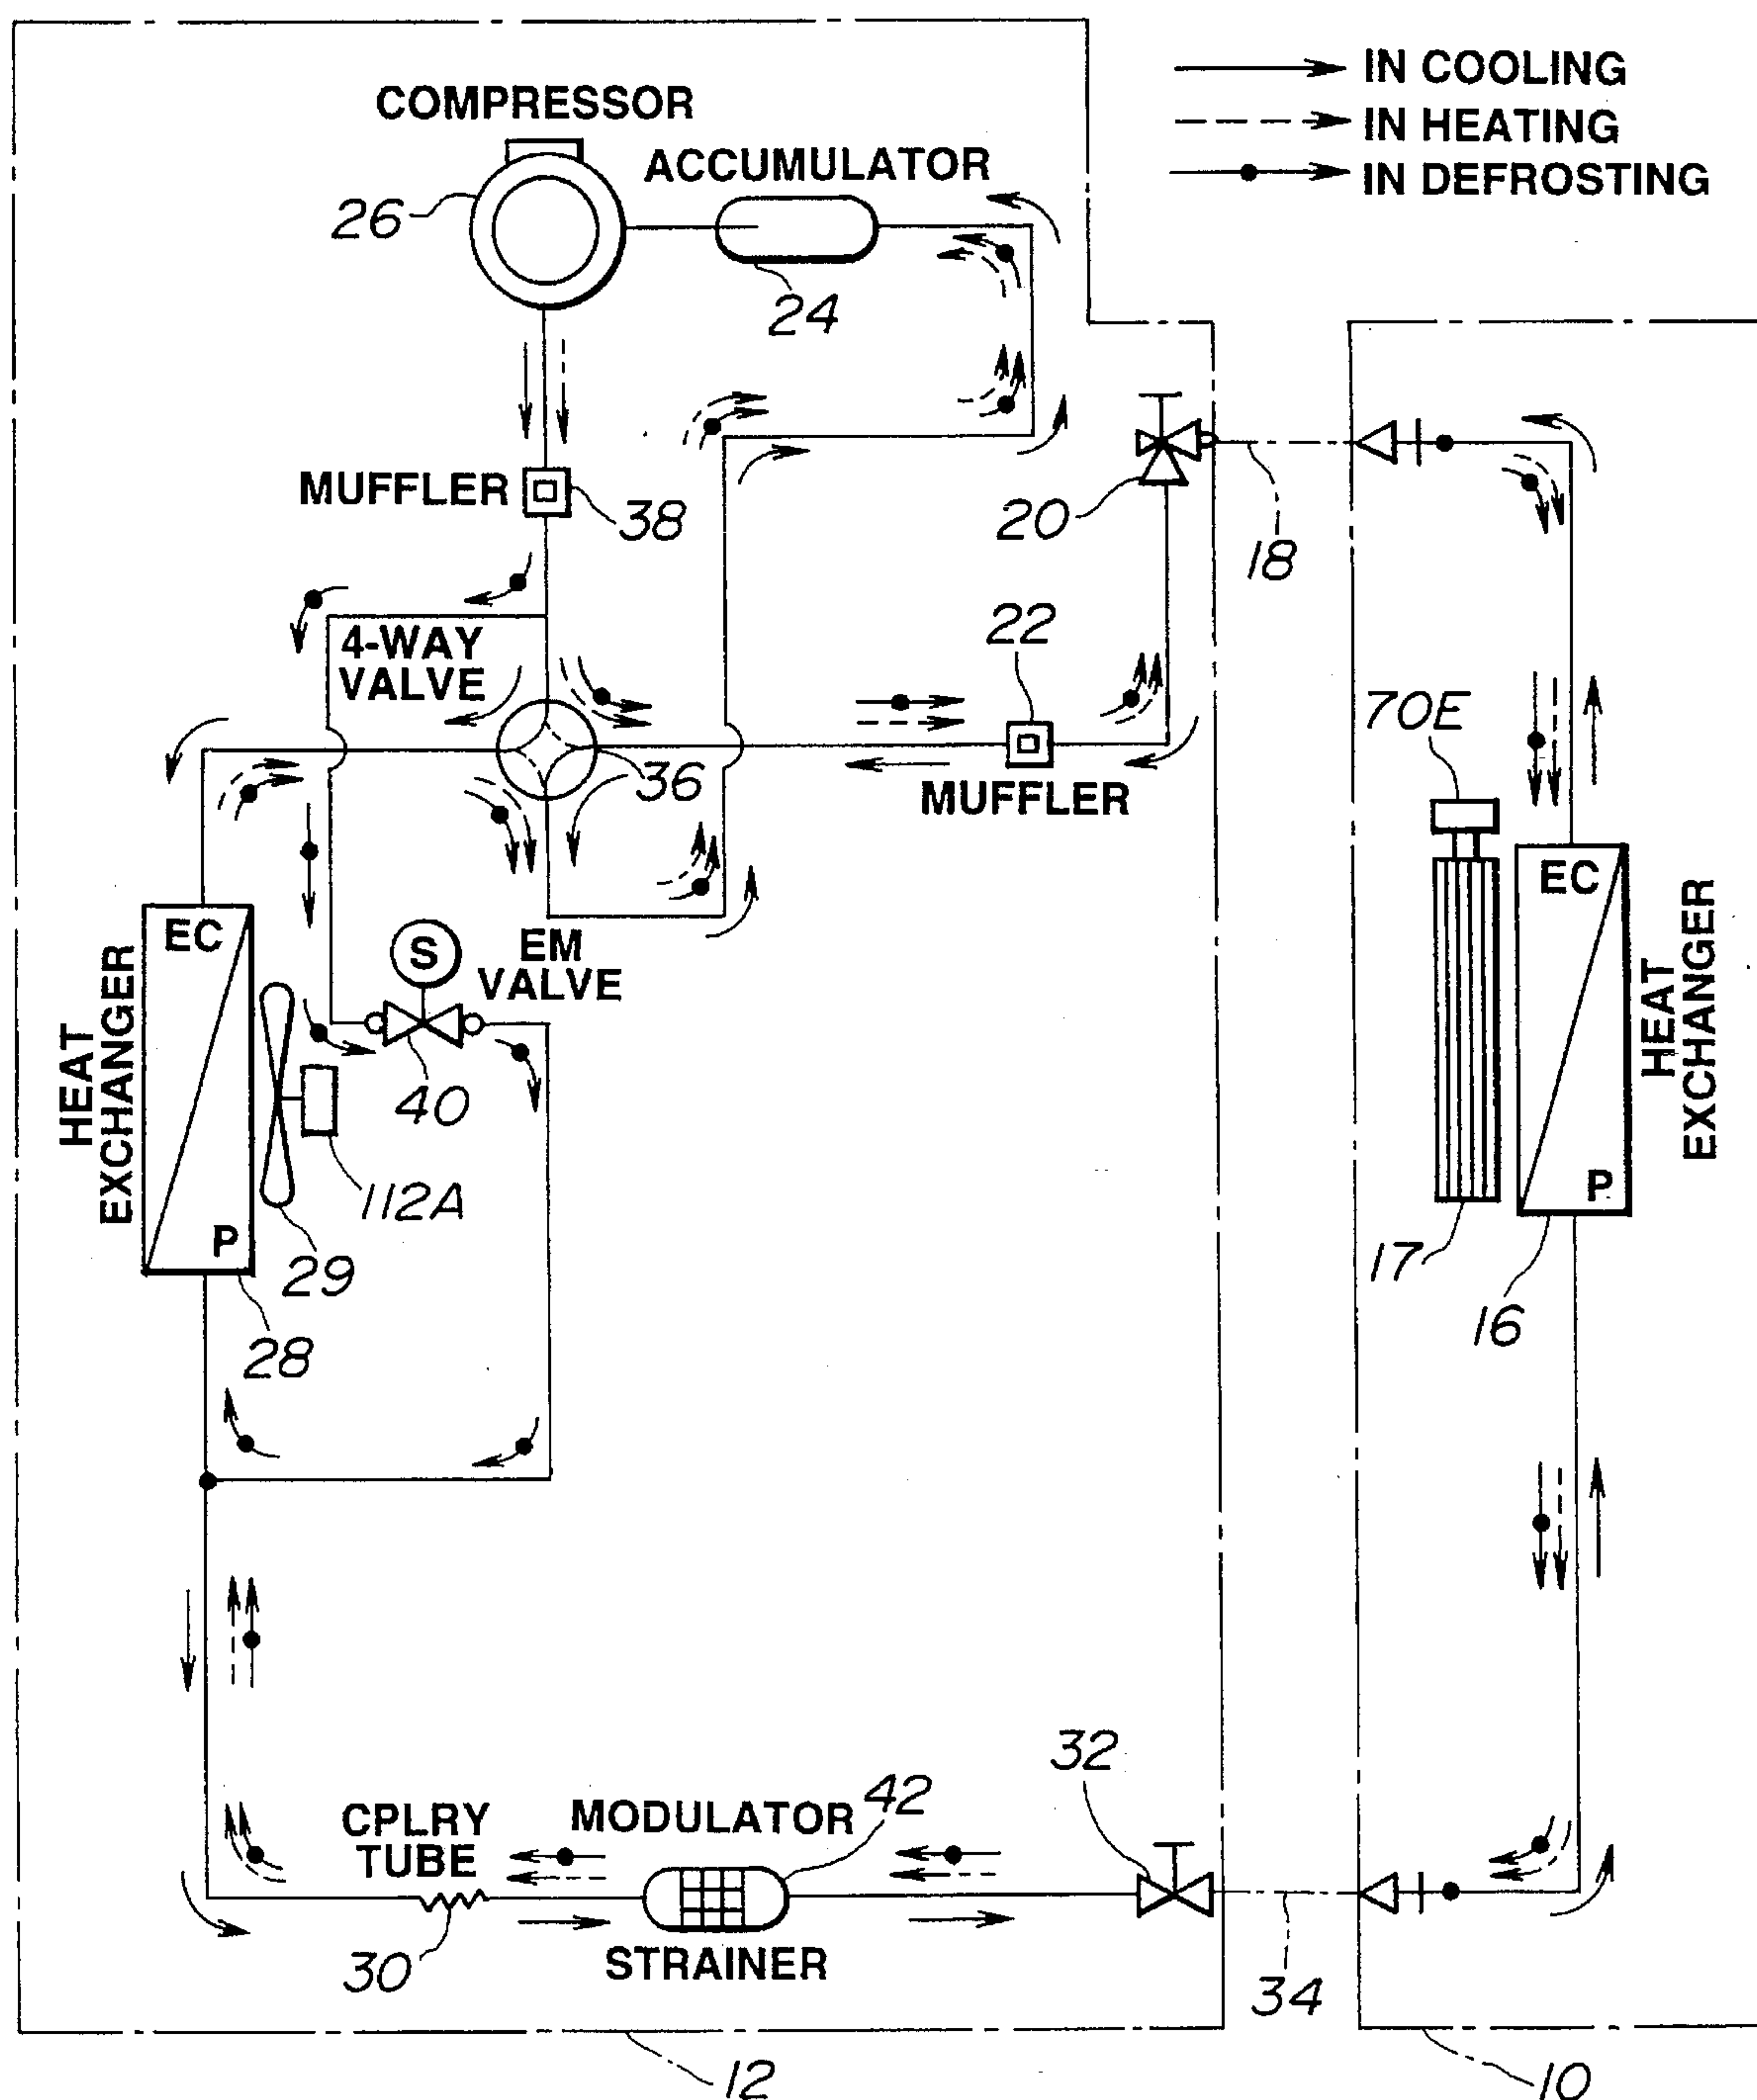 IN COOLING
IN HEATING
IN DEFROSTING
COMPRESSOR
ACCUMULATOR
26
24
MUFFLER
38
20
18
4-WAY
VALVE
22
36
MUFFLER
70E
EC
EC
S
EM
VALVE
HEAT
EXCHANGER
HEAT
EXCHANGER
40
112A
P
P
29
17
28
16
32
CPLRY
TUBE
MODULATOR
42
30
STRAINER
34
12
10